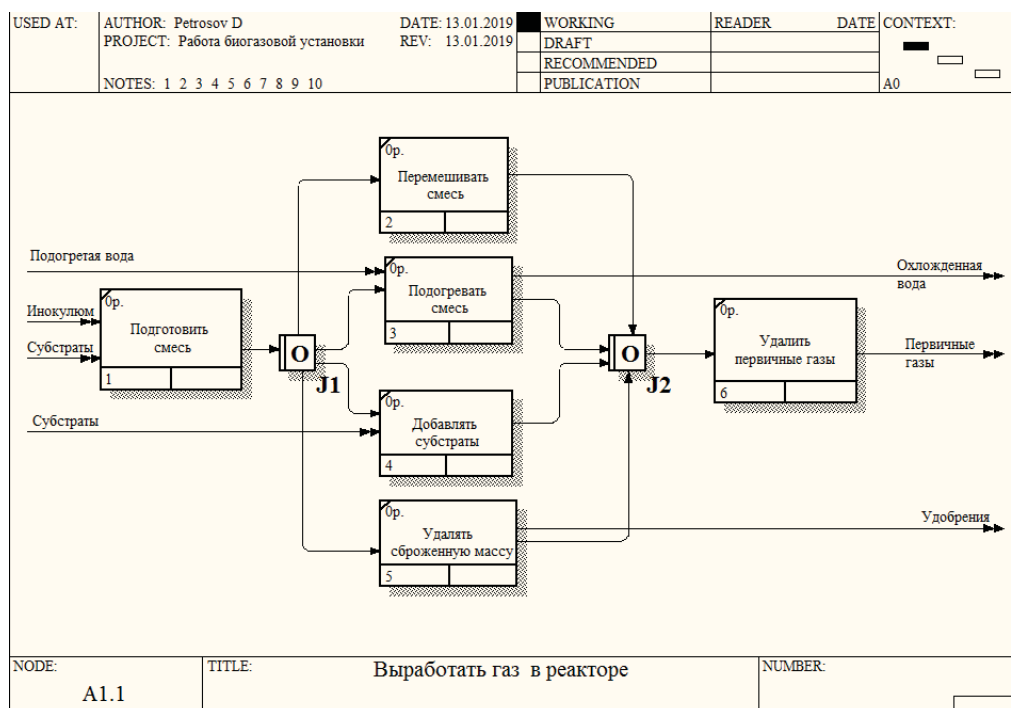 USED AT:
AUTHOR: Petrosov D
DATE: 13.01.2019
PROJECT: Работа биогазовой установки
REV: 13.01.2019
NOTES: 1 2 3 4 5 6 7 8 9 10
WORKING
DRAFT
RECOMMENDED
PUBLICATION
READER
DATE
CONTEXT:
A0
0р.
Перемешивать
смесь
2
Подогретая вода
0р.
Подогревать
смесь
3
Охложденная
вода
Инокулюм
Субстраты
0р.
Подготовить
смесь
1
O
J1
O
J2
0р.
Удалить
первичные газы
6
Первичные
газы
Субстраты
0р.
Добавлять
субстраты
4
0р.
Удалять
сброженную массу
5
Удобрения
NODE:
A1.1
TITLE:
Выработать газ в реакторе
NUMBER: